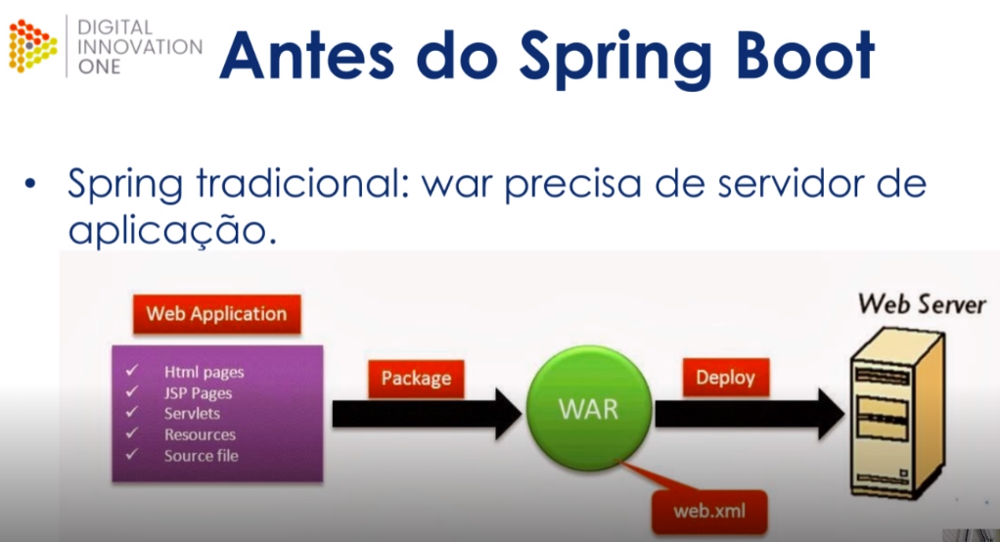 DIGITAL
INNOVATION
ONE
Antes do Spring Boot
• Spring tradicional: war precisa de servidor de
aplicação.
Web Application
✓ Html pages
✓ JSP Pages
✓ Servlets
✓ Resources
✓ Source file
Package
WAR
web.xml
Deploy
Web Server